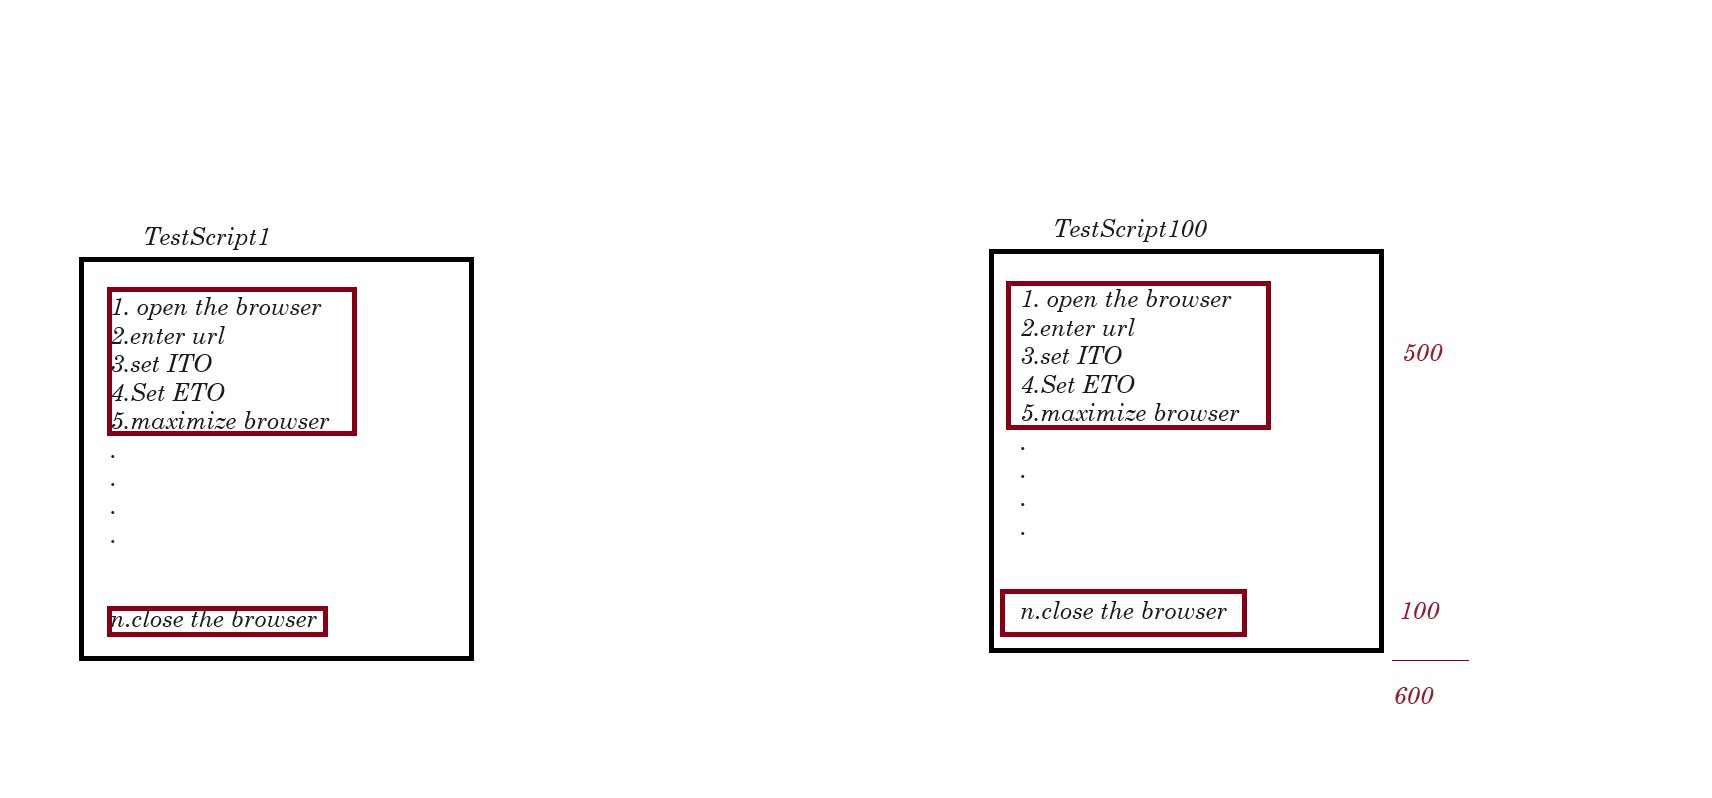 TestScript1
1. open the browser
2.enter url
3.set ITO
4.Set ETO
5.maximize browser
.
.
.
.
n.close the browser
TestScript100
1. open the browser
2.enter url
3.set ITO
4.Set ETO
5.maximize browser
.
.
.
.
n.close the browser
500
100
600